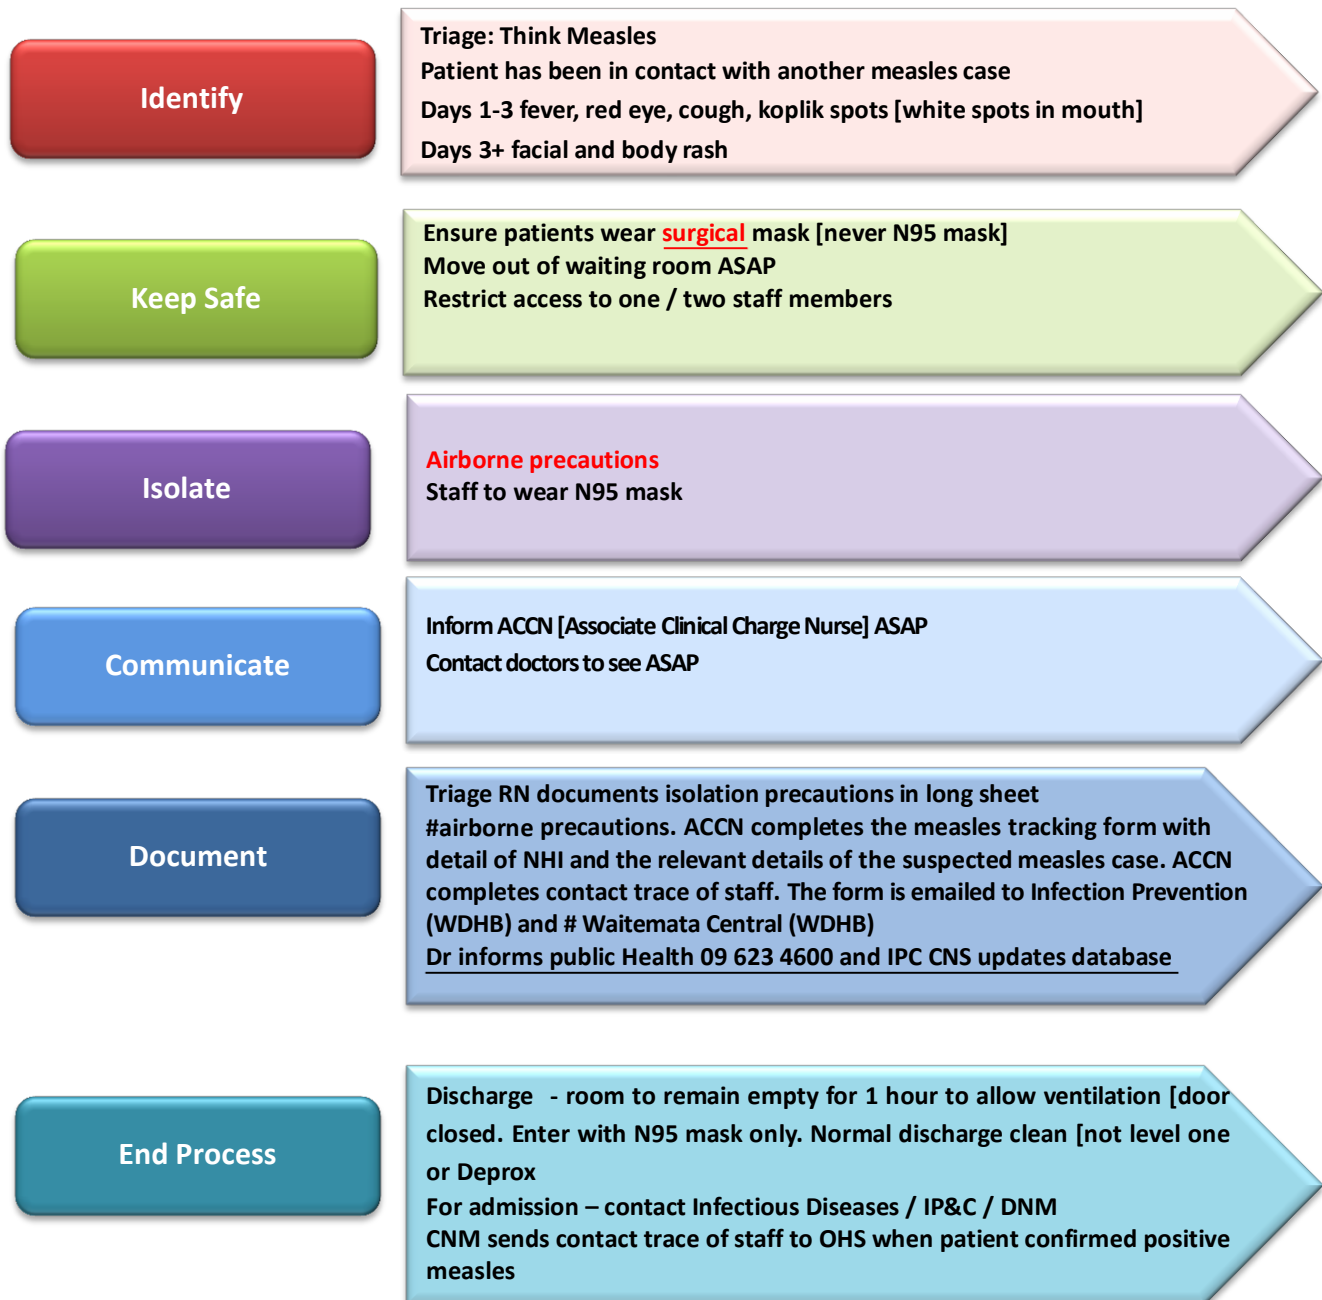 Identify
Triage: Think Measles
Patient has been in contact with another measles case
Days 1-3 fever, red eye, cough, koplik spots [white spots in mouth]
Days 3+ facial and body rash
Keep Safe
Ensure patients wear surgical mask [never N95 mask]
Move out of waiting room ASAP
Restrict access to one / two staff members
Isolate
Airborne precautions
Staff to wear N95 mask
Communicate
Inform ACCN [Associate Clinical Charge Nurse] ASAP
Contact doctors to see ASAP
Document
Triage RN documents isolation precautions in long sheet
#airborne precautions. ACCN completes the measles tracking form with
detail of NHI and the relevant details of the suspected measles case. ACCN
completes contact trace of staff. The form is emailed to Infection Prevention
(WDHB) and # Waitemata Central (WDHB)
Dr informs public Health 09 623 4600 and IPC CNS updates database
End Process
Discharge - room to remain empty for 1 hour to allow ventilation [door
closed. Enter with N95 mask only. Normal discharge clean [not level one
or Deprox
For admission – contact Infectious Diseases / IP&C / DNM
CNM sends contact trace of staff to OHS when patient confirmed positive
measles